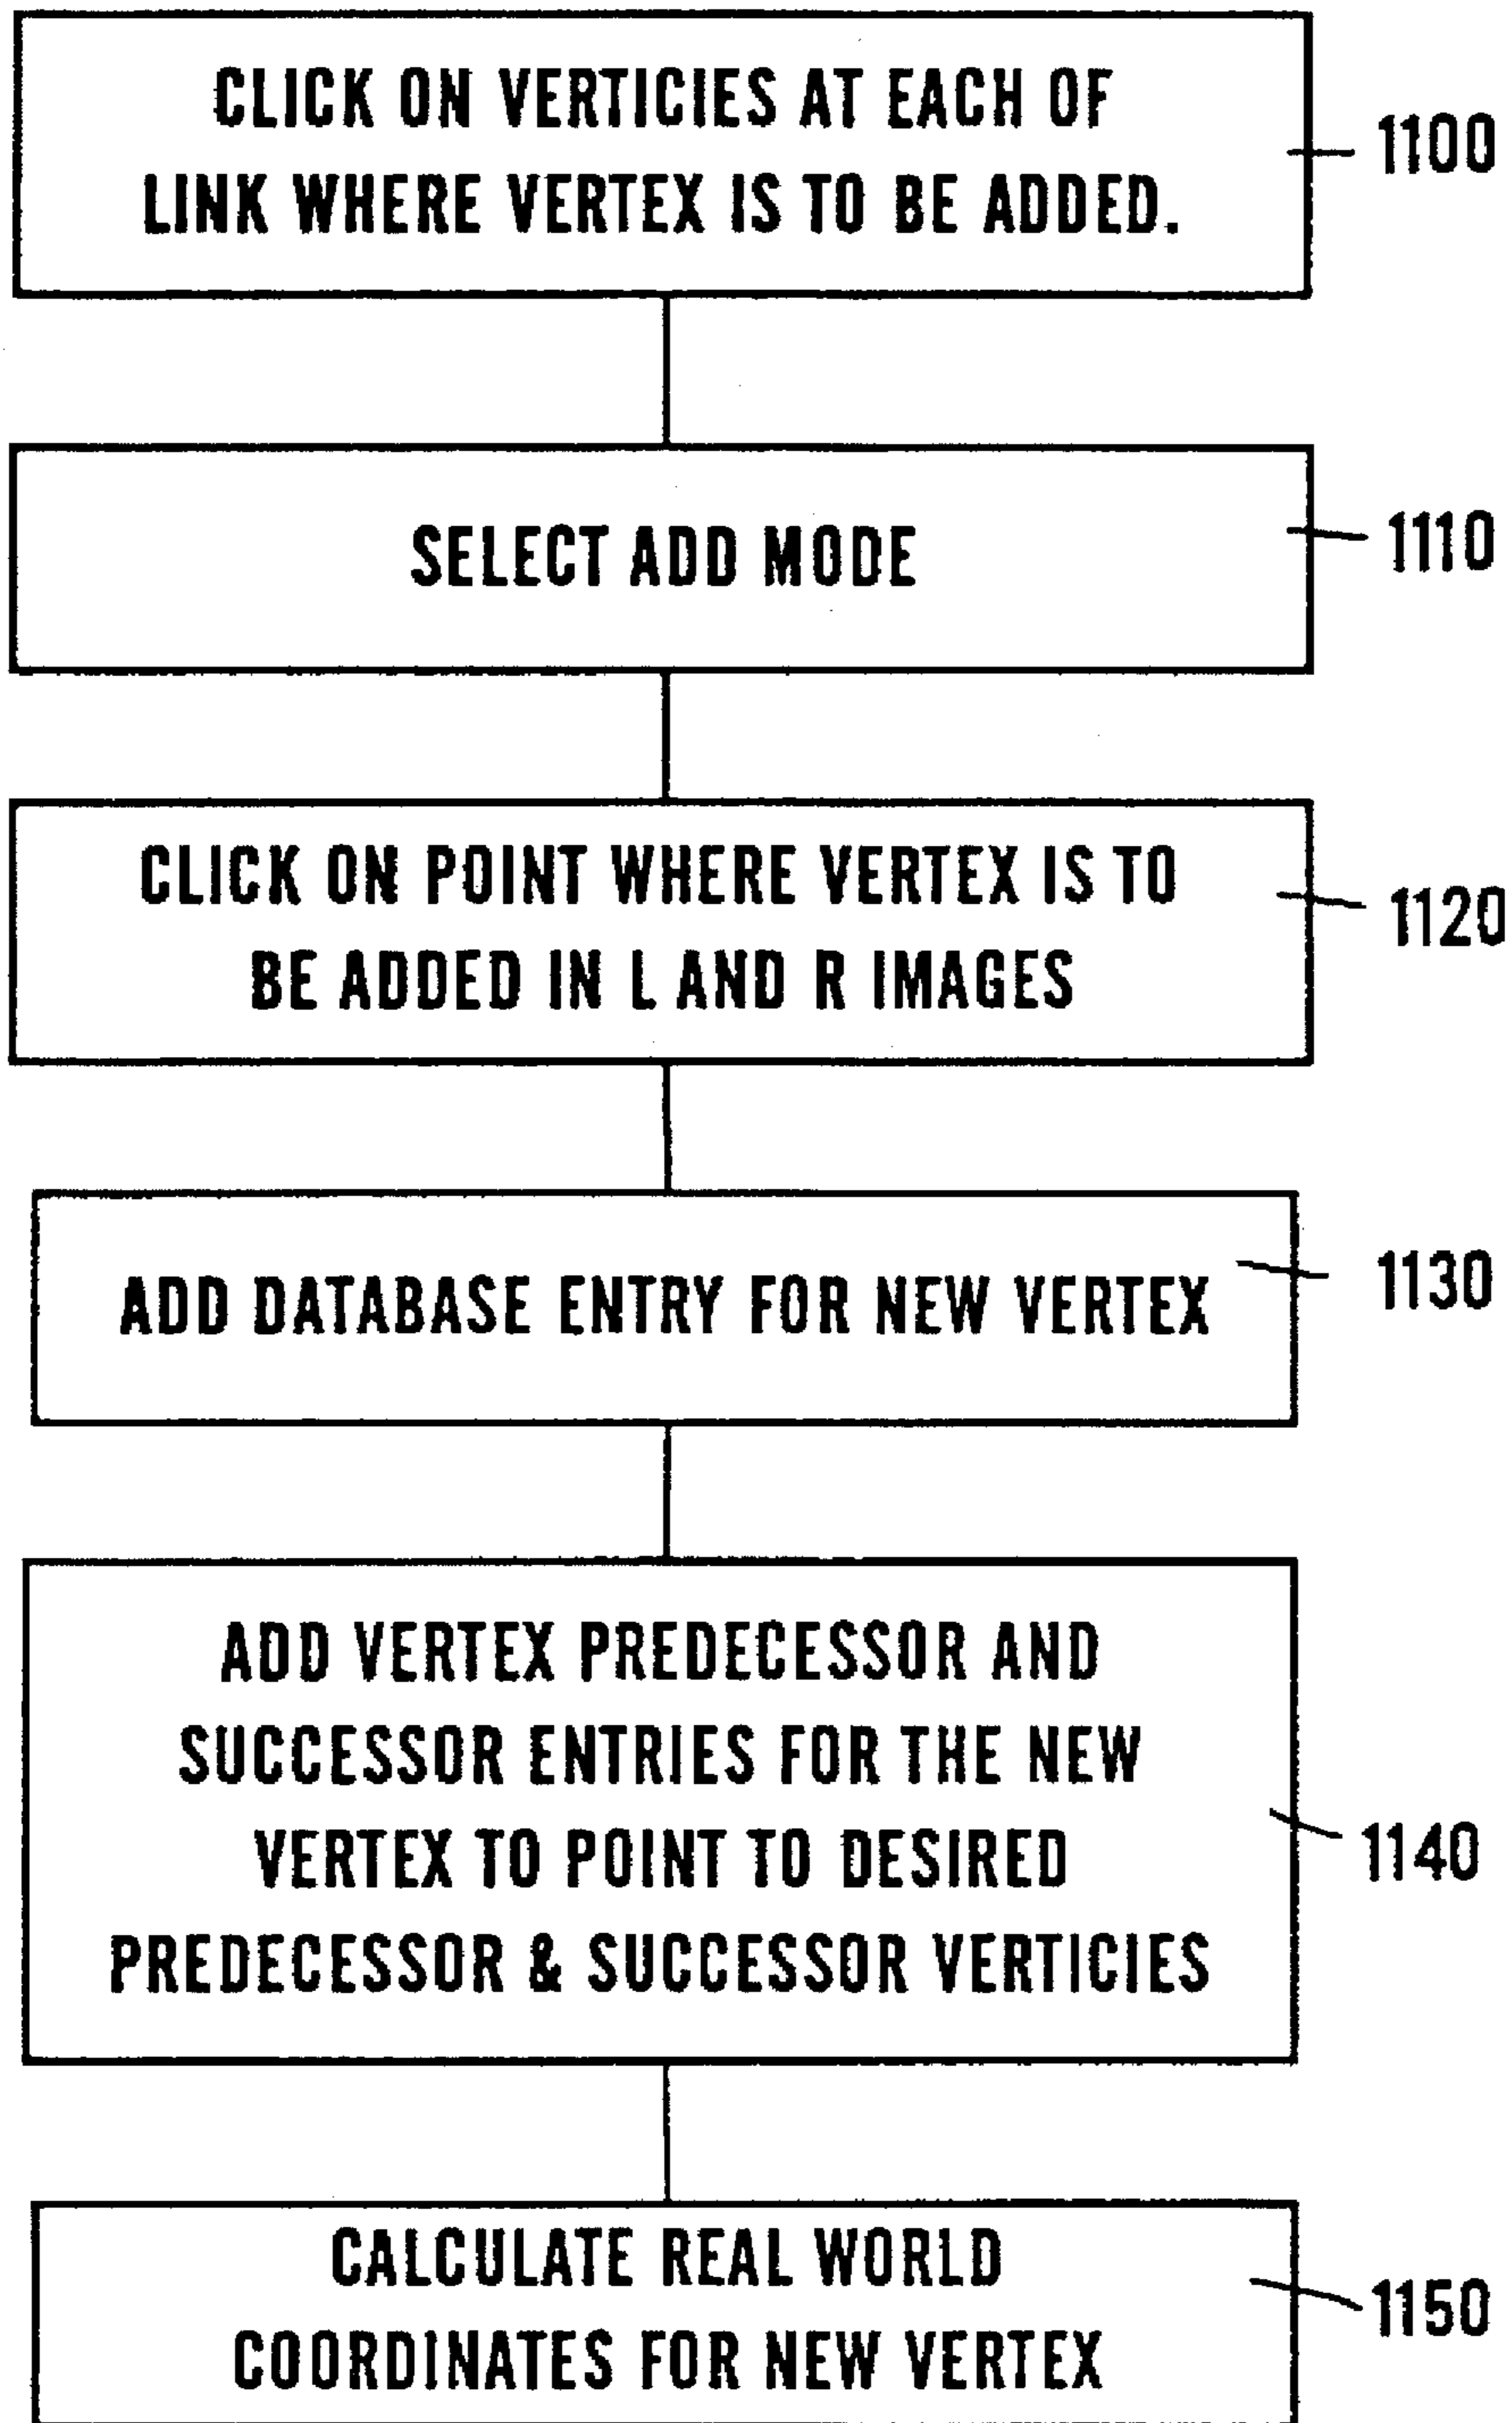 CLICK ON VERTICIES AT EACH OF
LINK WHERE VERTEX IS TO BE ADDED.
1100
SELECT ADD MODE
1110
CLICK ON POINT WHERE VERTEX IS TO
BE ADDED IN L AND R IMAGES
1120
ADD DATABASE ENTRY FOR NEW VERTEX
1130
ADD VERTEX PREDECESSOR AND
SUCCESSOR ENTRIES FOR THE NEW
VERTEX TO POINT TO DESIRED
PREDECESSOR & SUCCESSOR VERTICIES
1140
CALCULATE REAL WORLD
COORDINATES FOR NEW VERTEX
1150